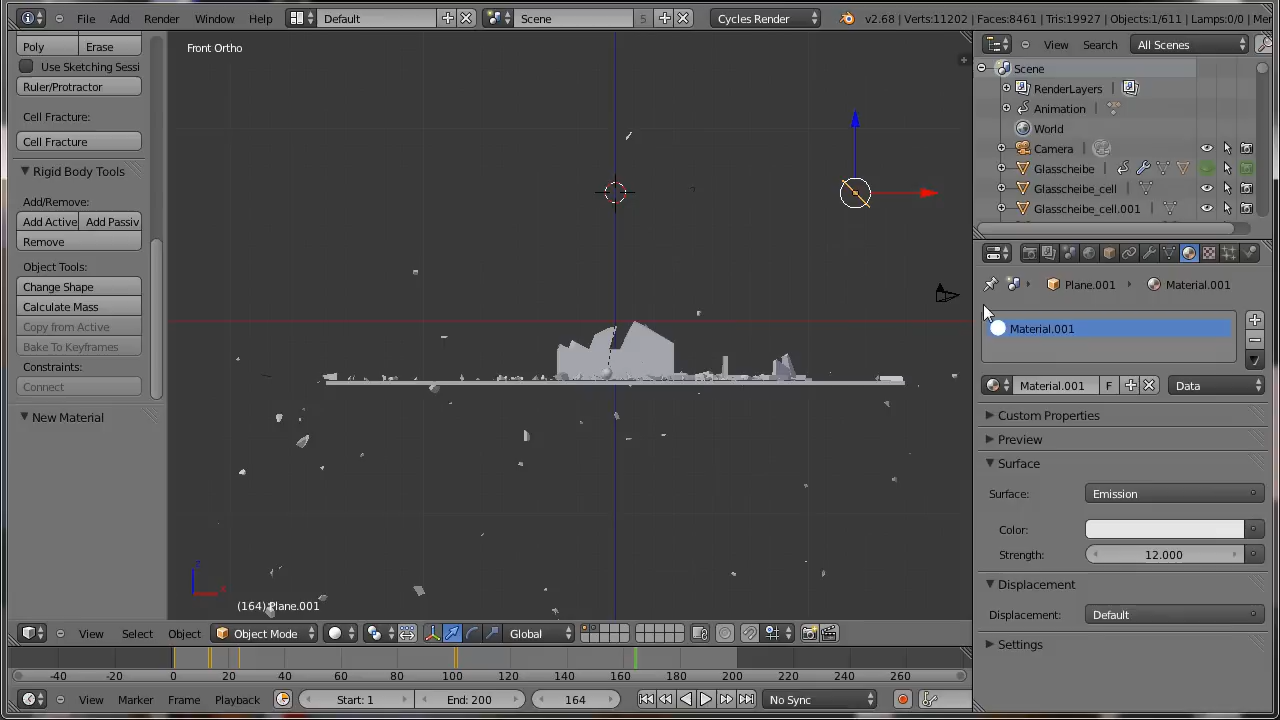 File Add Render Window Help Default Scene 5 Cycles Render v2.68 | Verts:11202 | Faces:8461 | Tris:19927 | Objects:1/611 | Lamps:0/0 | Mer
Poly Erase
Use Sketching Sessi
Ruler/Protractor
Cell Fracture:
Cell Fracture
Rigid Body Tools
Add/Remove:
Add Active Add Passiv
Remove
Object Tools:
Change Shape
Calculate Mass
Copy from Active
Bake To Keyframes
Constraints:
Connect
New Material
Front Ortho
z
x
(164) Plane.001
View Search All Scenes
Scene
RenderLayers |
Animation |
World
Camera |
Glasscheibe |
Glasscheibe_cell |
Glasscheibe_cell.001 |
Plane.001 Material.001
Material.001
Material.001 F Data
Custom Properties
Preview
Surface
Surface: Emission
Color:
Strength: 12.000
Displacement
Displacement: Default
Settings
View Select Object Object Mode Global
-40 -20 0 20 40 60 80 100 120 140 160 180 200 220 240 260
View Marker Frame Playback Start: 1 End: 200 164 No Sync